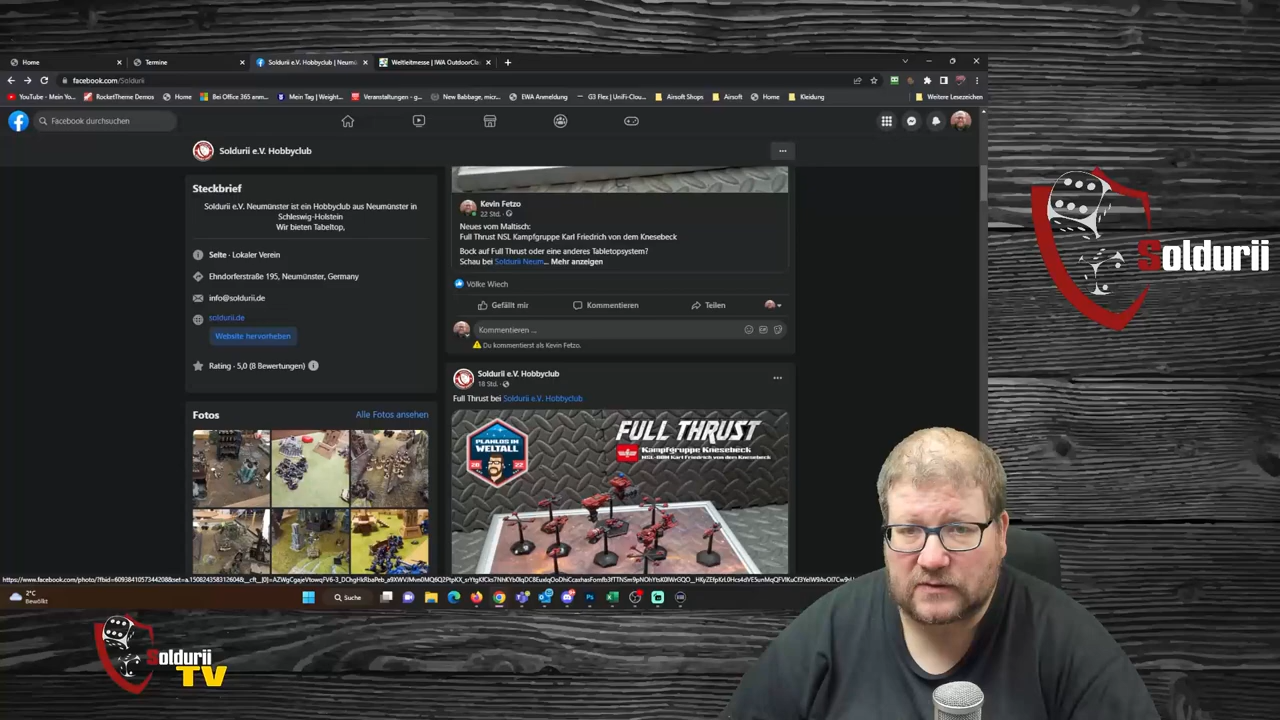 Home
Termine
Soldurii e.V. Hobbyclub | Neumü
Weltleitmesse | IWA OutdoorCla
facebook.com/Soldurii
YouTube - Mein Yo...
RocketTheme Demos
Home
Bei Office 365 anm...
Mein Tag | Weight...
Veranstaltungen - g...
New Babbage, micr...
EWA Anmeldung
G3 Flex | UniFi-Clou...
Airsoft Shops
Airsoft
Home
Kleidung
Weitere Lesezeichen
Facebook durchsuchen
Soldurii e.V. Hobbyclub
Steckbrief
Soldurii e.V. Neumünster ist ein Hobbyclub aus Neumünster in
Schleswig-Holstein
Wir bieten Tabeltop,
Seite · Lokaler Verein
Ehndorferstraße 195, Neumünster, Germany
info@soldurii.de
soldurii.de
Website hervorheben
Rating · 5,0 (8 Bewertungen)
Fotos
Alle Fotos ansehen
Kevin Fetzo
22 Std. ·
Neues vom Maltisch:
Full Thrust NSL Kampfgruppe Karl Friedrich von dem Knesebeck
Bock auf Full Thrust oder eine anderes Tabletopsystem?
Schau bei Soldurii Neum... Mehr anzeigen
Völke Wiech
Gefällt mir
Kommentieren
Teilen
Kommentieren ...
Du kommentierst als Kevin Fetzo.
Soldurii e.V. Hobbyclub
18 Std. ·
Full Thrust bei Soldurii e.V. Hobbyclub
PLANLOS IM
WELTALL
20 22
FULL THRUST
Kampfgruppe Knesebeck
Soldurii
2°C
Bewölkt
Suche
Soldurii
TV